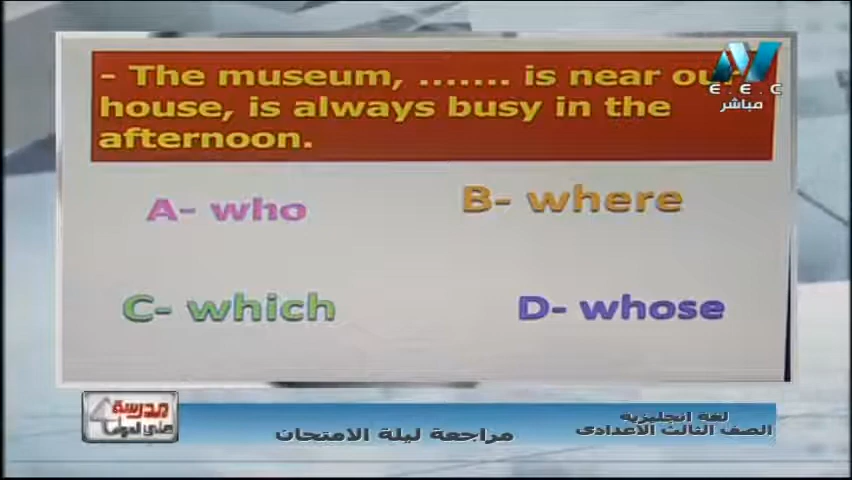 - The museum, ....... is near our
house, is always busy in the
afternoon.
E. E. C
مباشر
A- who
B- where
C- which
D- whose
مدرسة
على الهواء
مراجعة ليلة الامتحان
لغة انجليزية
الصف الثالث الاعدادى